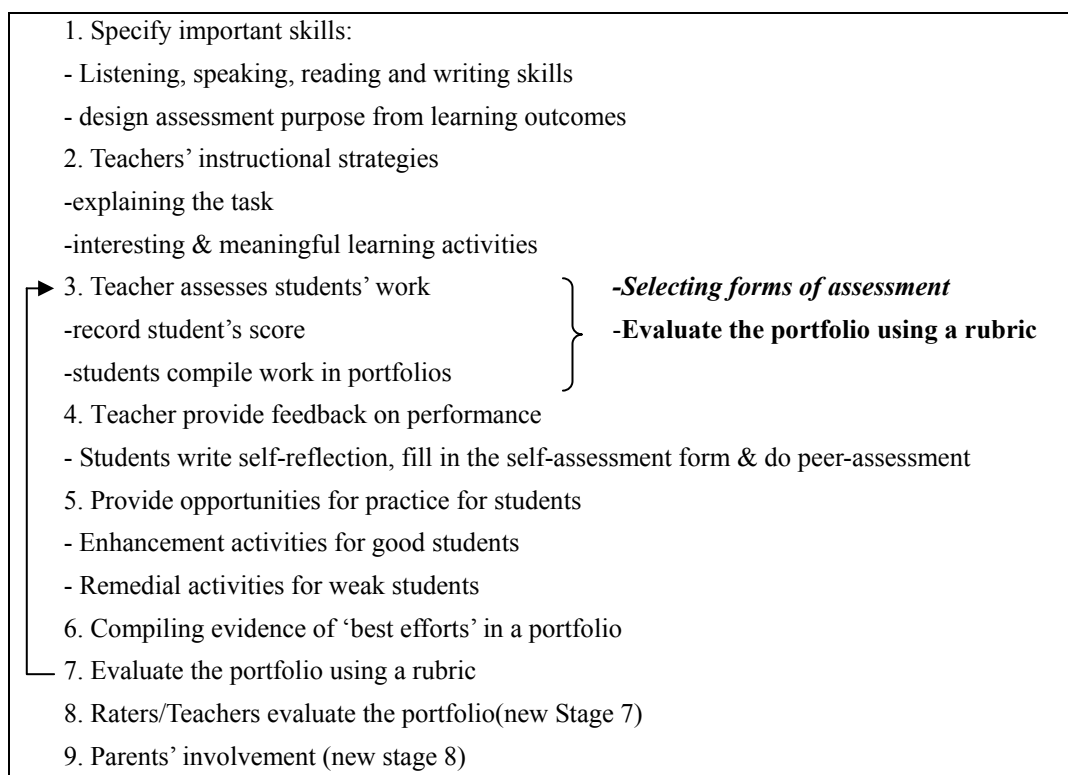 1. Specify important skills:
- Listening, speaking, reading and writing skills
- design assessment purpose from learning outcomes
2. Teachers’ instructional strategies
-explaining the task
-interesting & meaningful learning activities
3. Teacher assesses students’ work -Selecting forms of assessment
-record student’s score -Evaluate the portfolio using a rubric
-students compile work in portfolios
4. Teacher provide feedback on performance
- Students write self-reflection, fill in the self-assessment form & do peer-assessment
5. Provide opportunities for practice for students
- Enhancement activities for good students
- Remedial activities for weak students
6. Compiling evidence of ‘best efforts’ in a portfolio
7. Evaluate the portfolio using a rubric
8. Raters/Teachers evaluate the portfolio(new Stage 7)
9. Parents’ involvement (new stage 8)